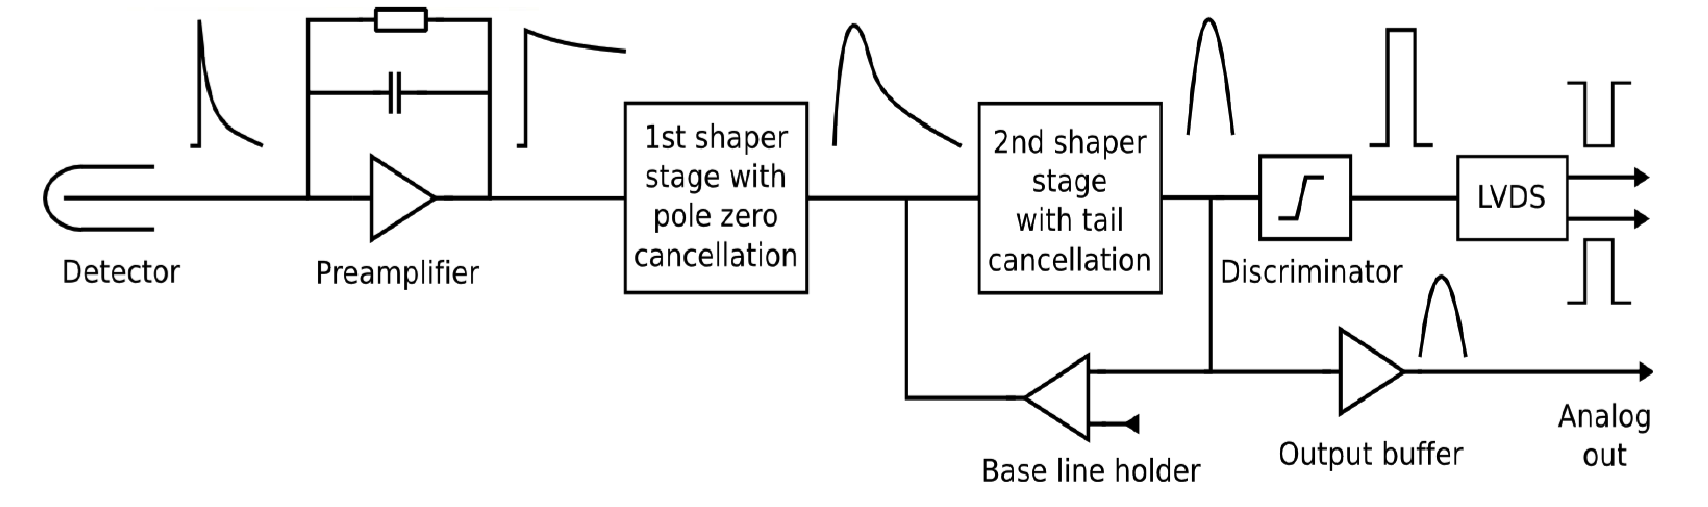 1st shaper
stage with
pole zero
cancellation
2nd shaper
stage
with tail
cancellation
LVDS
Detector
Preamplifier
Discriminator
Base line holder
Output buffer
Analog
out